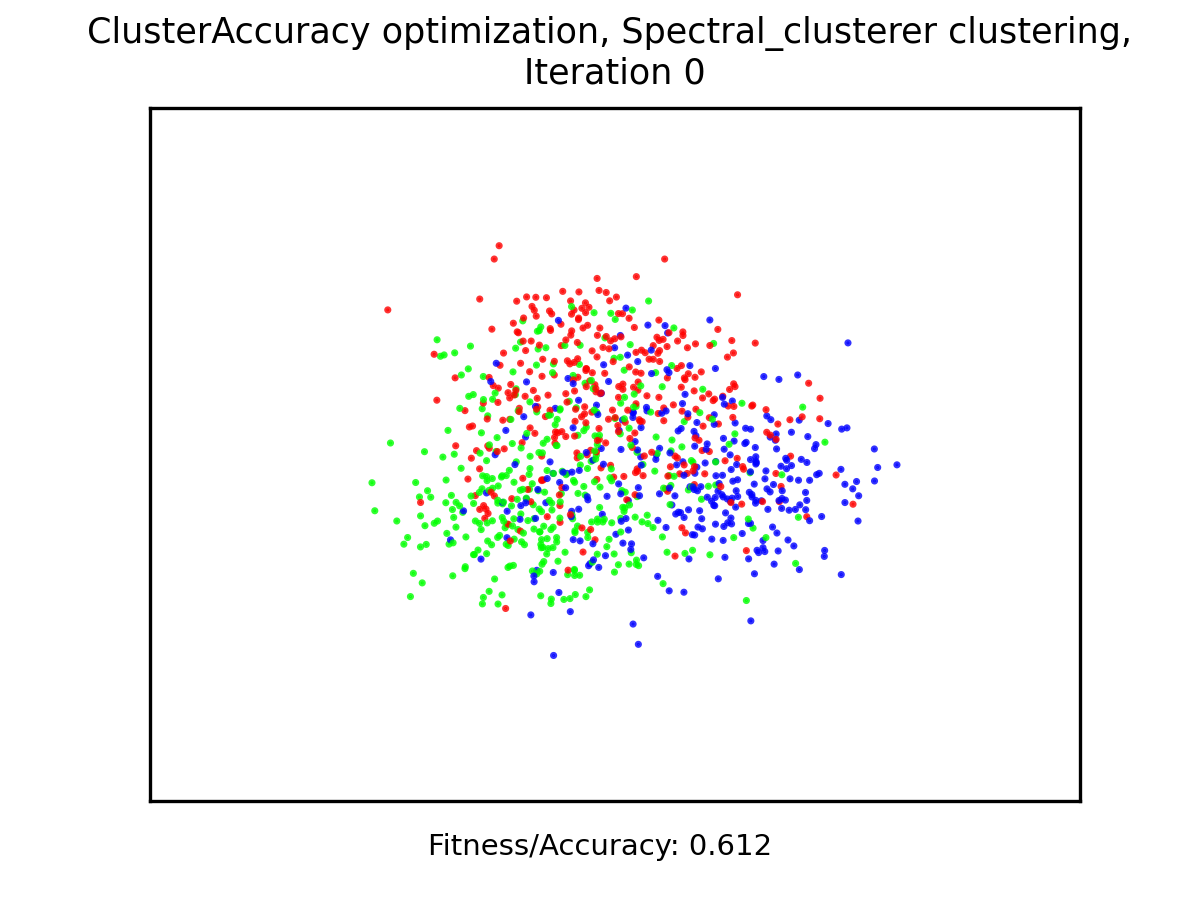 ClusterAccuracy optimization, Spectral_clusterer clustering,
Iteration 0
Fitness/Accuracy: 0.612